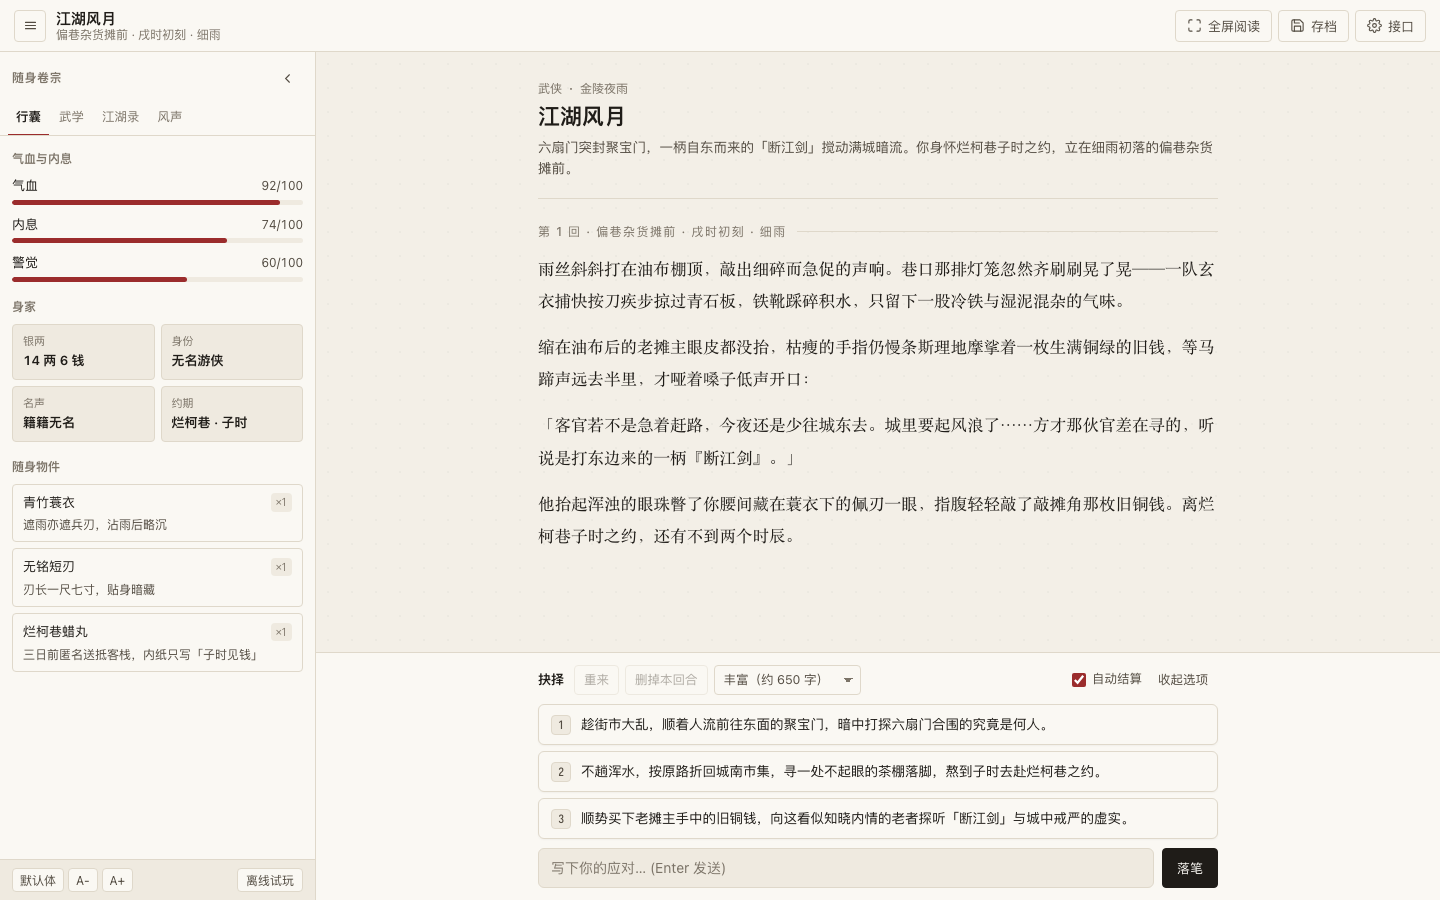 江湖风月
偏巷杂货摊前 · 戌时初刻 · 细雨
全屏阅读
存档
接口
随身卷宗
行囊
武学
江湖录
风声
气血与内息
气血
92/100
内息
74/100
警觉
60/100
身家
银两
14 两 6 钱
身份
无名游侠
名声
籍籍无名
约期
烂柯巷 · 子时
随身物件
青竹蓑衣
×1
遮雨亦遮兵刃，沾雨后略沉
无铭短刃
×1
刃长一尺七寸，贴身暗藏
烂柯巷蜡丸
×1
三日前匿名送抵客栈，内纸只写「子时见钱」
默认体
A-
A+
离线试玩
武侠 · 金陵夜雨
江湖风月
六扇门突封聚宝门，一柄自东而来的「断江剑」搅动满城暗流。你身怀烂柯巷子时之约，立在细雨初落的偏巷杂货
摊前。
第 1 回 · 偏巷杂货摊前 · 戌时初刻 · 细雨
雨丝斜斜打在油布棚顶，敲出细碎而急促的声响。巷口那排灯笼忽然齐刷刷晃了晃——一队玄
衣捕快按刀疾步掠过青石板，铁靴踩碎积水，只留下一股冷铁与湿泥混杂的气味。
缩在油布后的老摊主眼皮都没抬，枯瘦的手指仍慢条斯理地摩挲着一枚生满铜绿的旧钱，等马
蹄声远去半里，才哑着嗓子低声开口：
「客官若不是急着赶路，今夜还是少往城东去。城里要起风浪了……方才那伙官差在寻的，听
说是打东边来的一柄『断江剑』。」
他抬起浑浊的眼珠瞥了你腰间藏在蓑衣下的佩刃一眼，指腹轻轻敲了敲摊角那枚旧铜钱。离烂
柯巷子时之约，还有不到两个时辰。
抉择
重来
删掉本回合
丰富（约 650 字）
自动结算
收起选项
1 趁街市大乱，顺着人流前往东面的聚宝门，暗中打探六扇门合围的究竟是何人。
2 不趟浑水，按原路折回城南市集，寻一处不起眼的茶棚落脚，熬到子时去赴烂柯巷之约。
3 顺势买下老摊主手中的旧铜钱，向这看似知晓内情的老者探听「断江剑」与城中戒严的虚实。
写下你的应对... (Enter 发送)
落笔